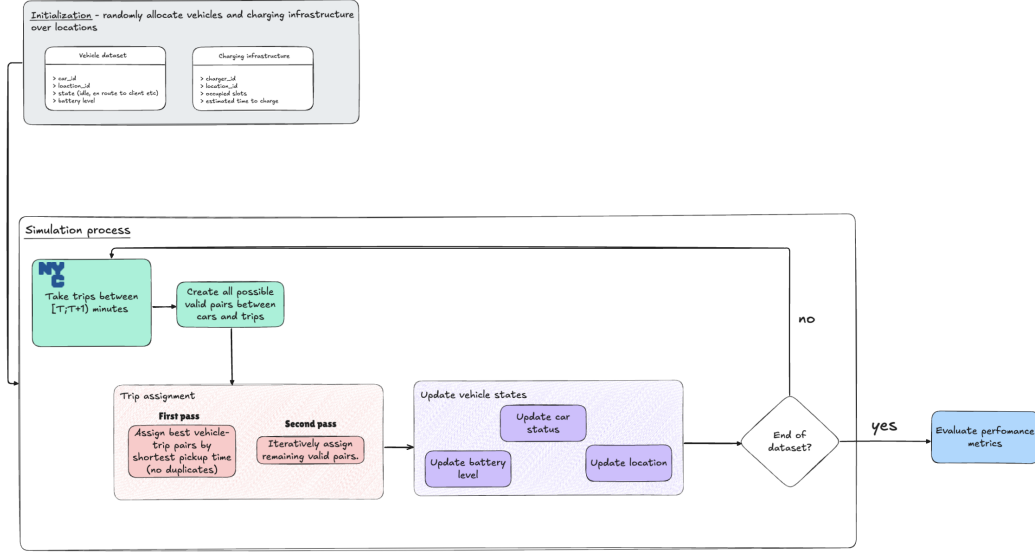 Initialization - randomly allocate vehicles and charging infrastructure
over locations
Vehicle dataset
> car_id
> loaction_id
> state (idle, en route to client etc)
> battery level
Charging infrastructure
> charger_id
> location_id
> occupied slots
> estimated time to charge
Simulation process
NY
C
Take trips between
[T;T+1) minutes
Create all possible
valid pairs between
cars and trips
no
Trip assignment
First pass
Assign best vehicle-
trip pairs by
shortest pickup time
(no duplicates)
Second pass
Iteratively assign
remaining valid pairs.
Update vehicle states
Update car
status
Update battery
level
Update location
End of
dataset?
yes
Evaluate perfomance
metrics